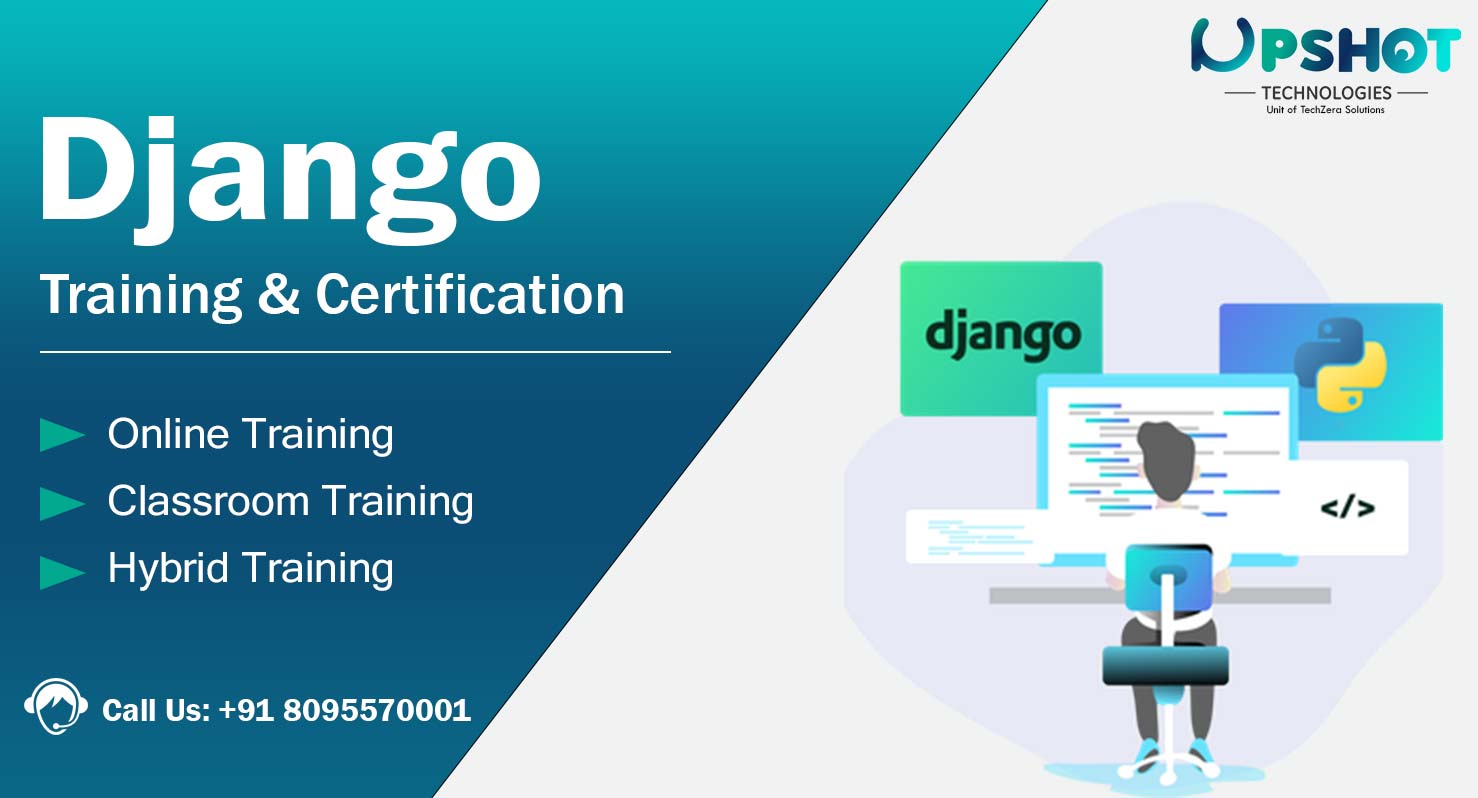 UPSHOT
TECHNOLOGIES
Unit of TechZera Solutions
Django
Training & Certification
Online Training
Classroom Training
Hybrid Training
Call Us: +91 8095570001
django
</>